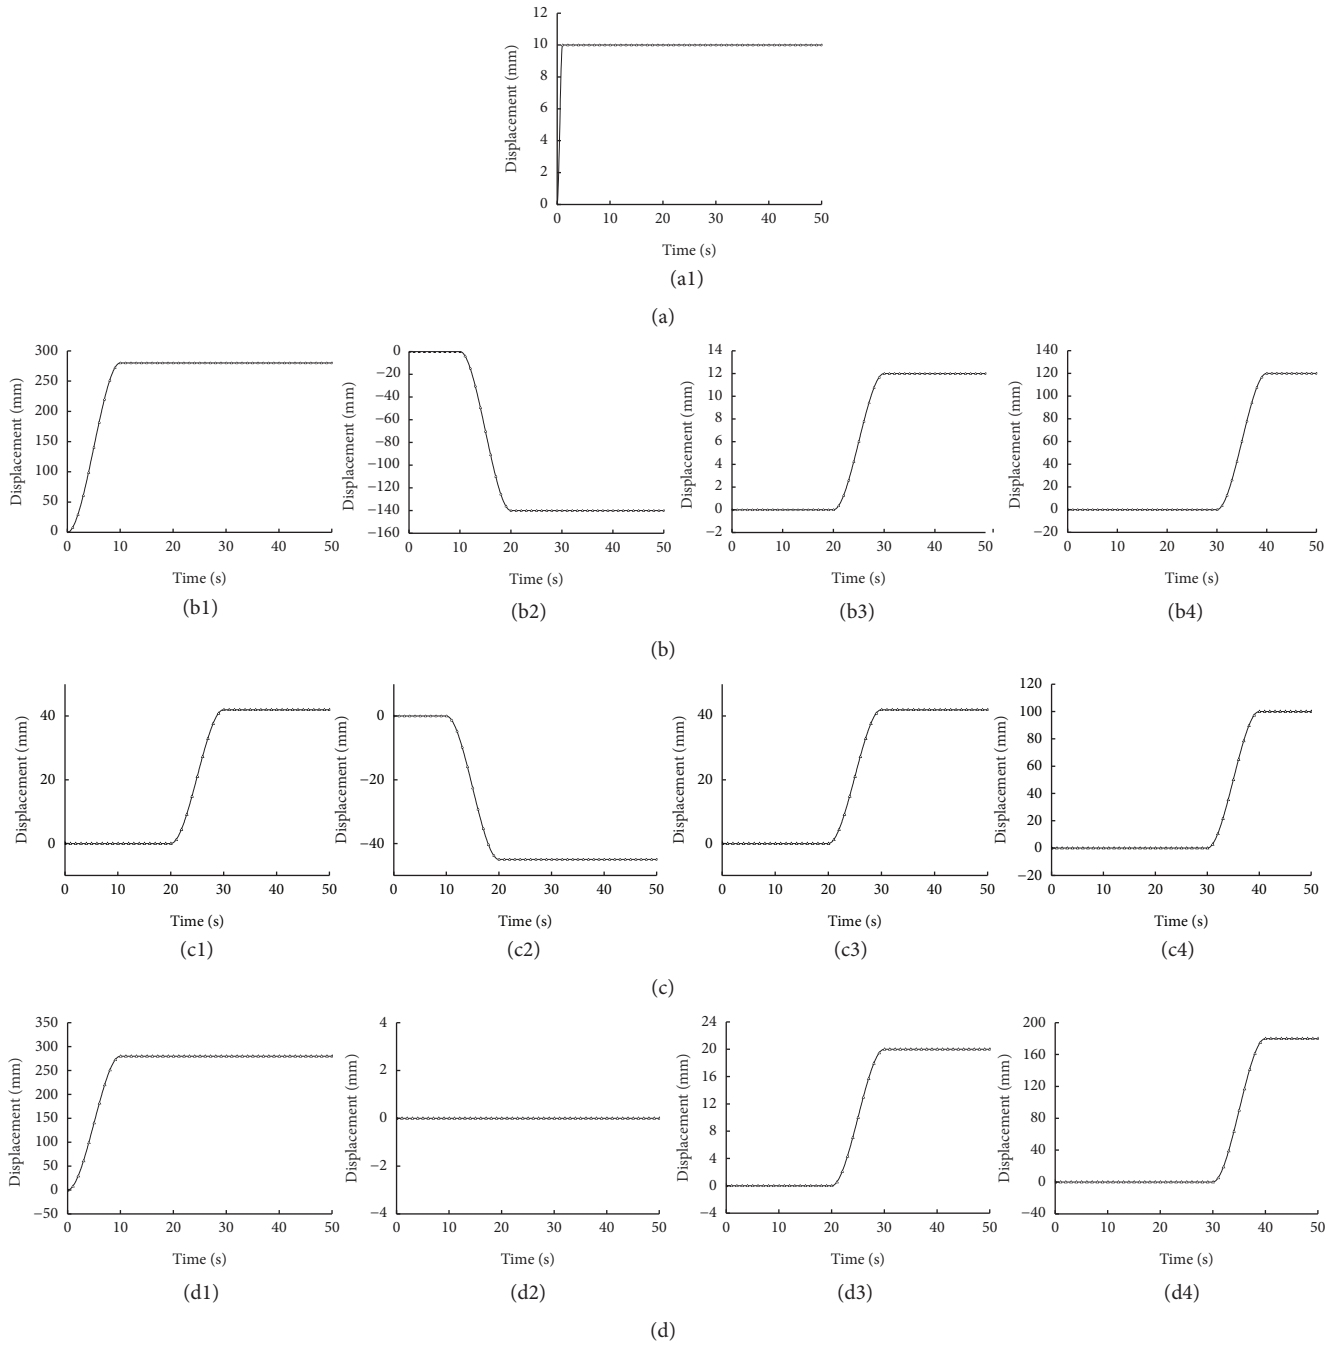 12
10
8
6
4
2
0
Displacement (mm)
0 10 20 30 40 50
Time (s)
(a1)
(a)
300
250
200
150
100
50
0
Displacement (mm)
0 10 20 30 40 50
Time (s)
(b1)
0
−20
−40
−60
−80
−100
−120
−140
−160
Displacement (mm)
0 10 20 30 40 50
Time (s)
(b2)
14
12
10
8
6
4
2
0
−2
Displacement (mm)
0 10 20 30 40 50
Time (s)
(b3)
140
120
100
80
60
40
20
0
−20
Displacement (mm)
0 10 20 30 40 50
Time (s)
(b4)
(b)
40
20
0
Displacement (mm)
0 10 20 30 40 50
Time (s)
(c1)
0
−20
−40
Displacement (mm)
0 10 20 30 40 50
Time (s)
(c2)
40
20
0
Displacement (mm)
0 10 20 30 40 50
Time (s)
(c3)
120
100
80
60
40
20
0
−20
Displacement (mm)
0 10 20 30 40 50
Time (s)
(c4)
(c)
350
300
250
200
150
100
50
0
−50
Displacement (mm)
0 10 20 30 40 50
Time (s)
(d1)
4
2
0
−2
−4
Displacement (mm)
0 10 20 30 40 50
Time (s)
(d2)
24
20
16
12
8
4
0
−4
Displacement (mm)
0 10 20 30 40 50
Time (s)
(d3)
200
160
120
80
40
0
−40
Displacement (mm)
0 10 20 30 40 50
Time (s)
(d4)
(d)